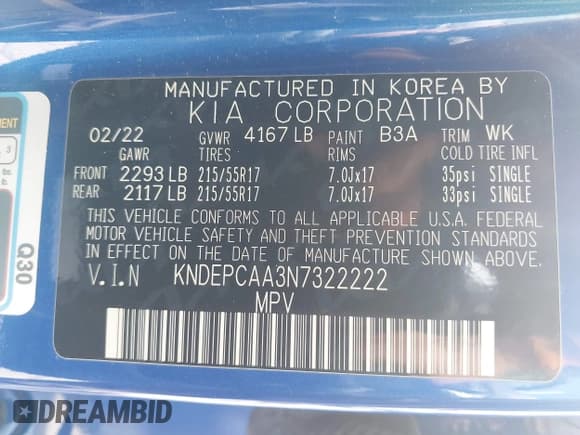 MANUFACTURED IN KOREA BY
KIA CORPORATION
02/22 GVWR 4167 LB PAINT B3A TRIM WK
GAWR TIRES RIMS COLD TIRE INFL
FRONT 2293 LB 215/55R17 7.0Jx17 35psi SINGLE
REAR 2117 LB 215/55R17 7.0Jx17 33psi SINGLE
THIS VEHICLE CONFORMS TO ALL APPLICABLE U.S.A. FEDERAL
MOTOR VEHICLE SAFETY AND THEFT PREVENTION STANDARDS
IN EFFECT ON THE DATE OF MANUFACTURE SHOWN ABOVE.
V.I.N KNDEPCAA3N7322222
MPV
3
Q30
DREAMBID